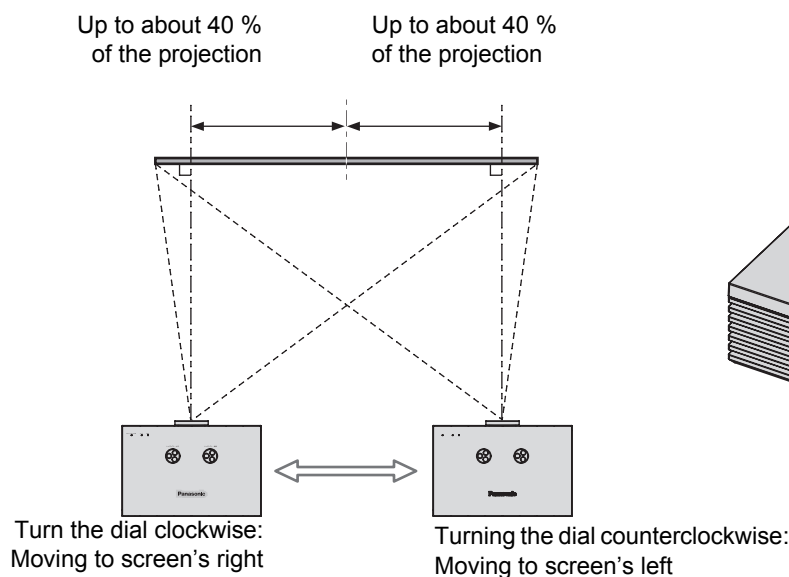 Up to about 40 %
of the projection
Up to about 40 %
of the projection
Panasonic
Panasonic
Turn the dial clockwise:
Moving to screen's right
Turning the dial counterclockwise:
Moving to screen's left